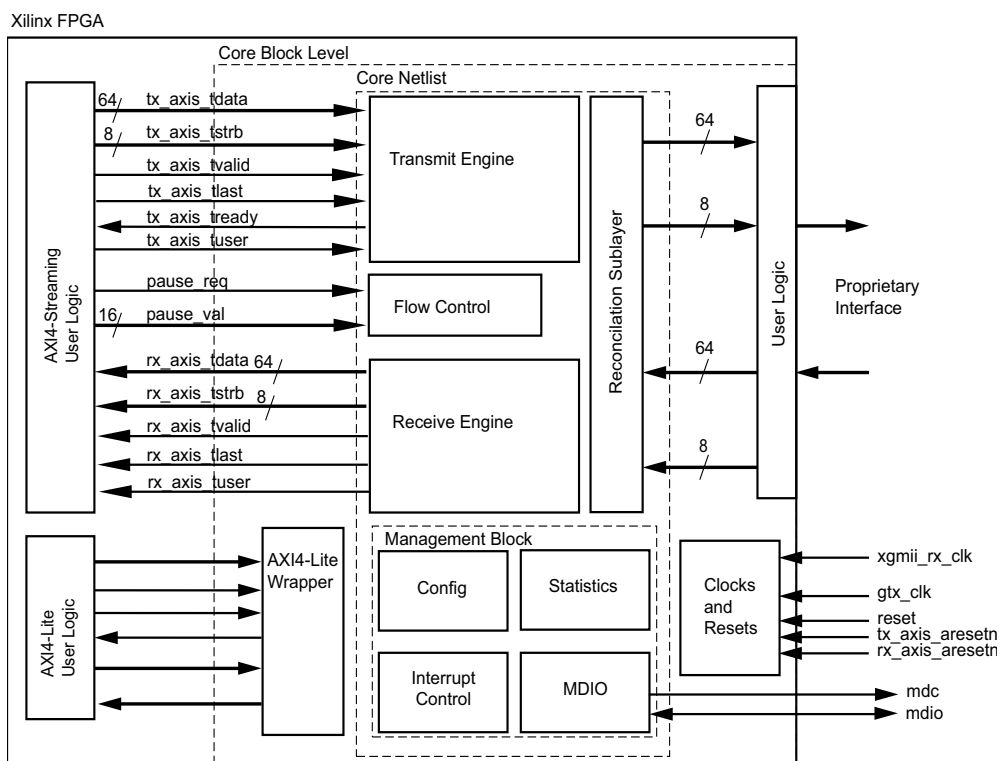 Xilinx FPGA
Core Block Level
Core Netlist
64
tx_axis_tdata
8
tx_axis_tstrb
tx_axis_tvalid
tx_axis_tlast
tx_axis_tready
tx_axis_tuser
pause_req
16
pause_val
rx_axis_tdata
64
rx_axis_tstrb
8
rx_axis_tvalid
rx_axis_tlast
rx_axis_tuser
AXI4-Streaming
User Logic
Transmit Engine
Flow Control
Receive Engine
Reconcilation Sublayer
64
8
64
8
User Logic
Proprietary
Interface
AXI4-Lite
User Logic
AXI4-Lite
Wrapper
Management Block
Config
Statistics
Interrupt
Control
MDIO
Clocks
and
Resets
xgmii_rx_clk
gtx_clk
reset
tx_axis_aresetn
rx_axis_aresetn
mdc
mdio